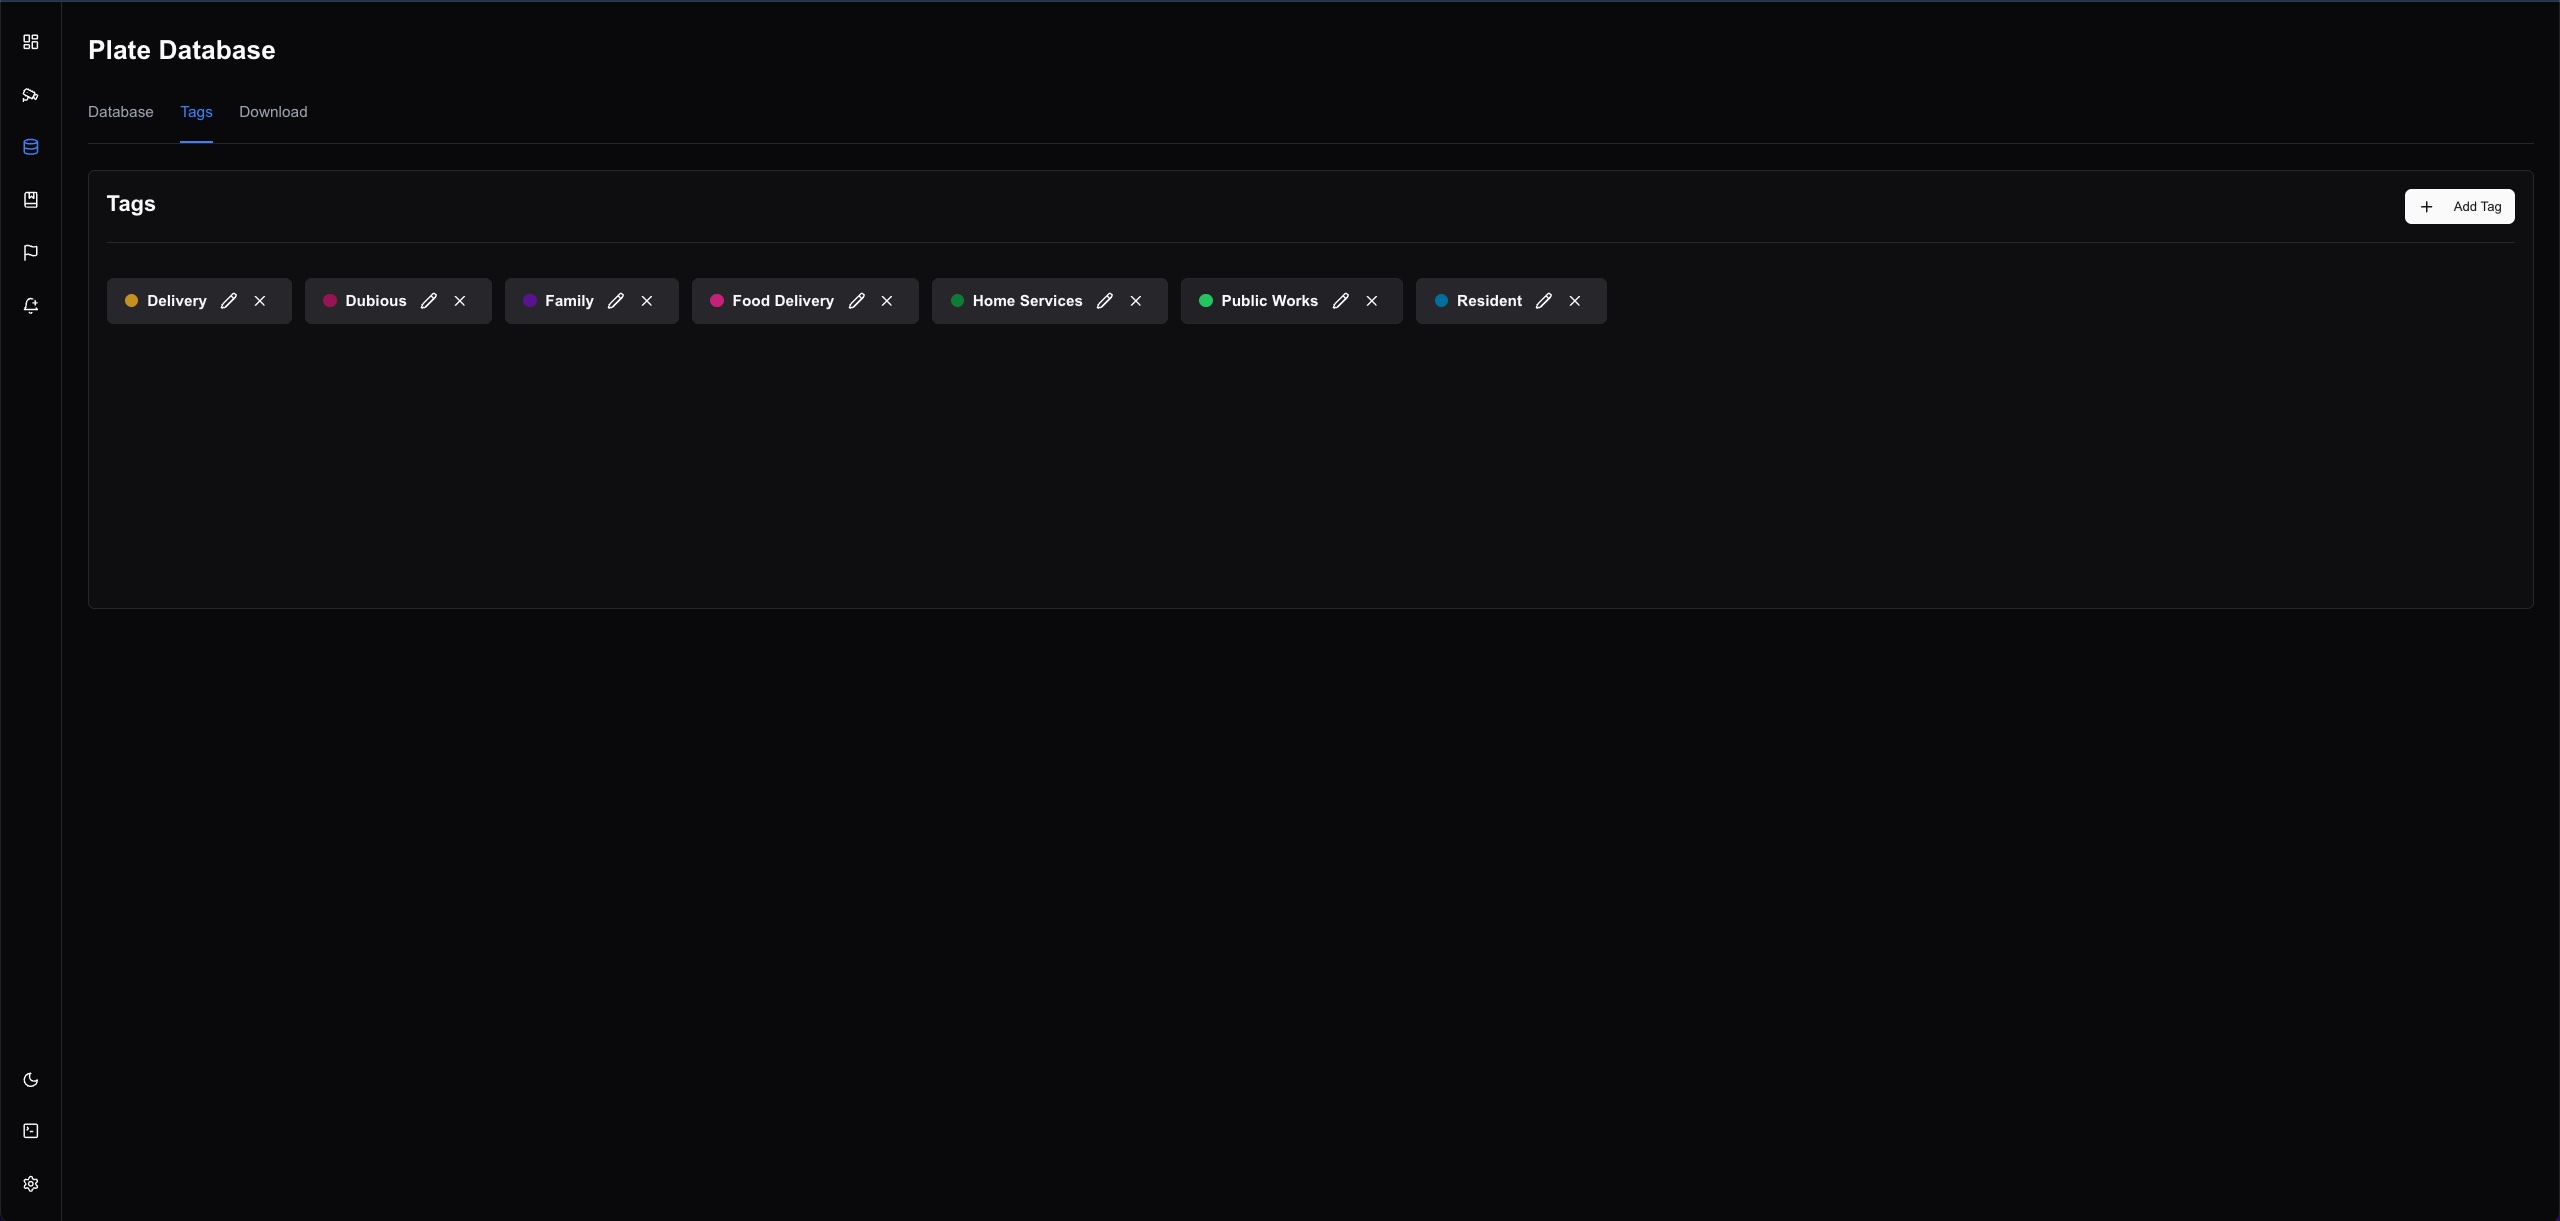 Plate Database
Database Tags Download
Tags
Add Tag
Delivery Dubious Family Food Delivery Home Services Public Works Resident